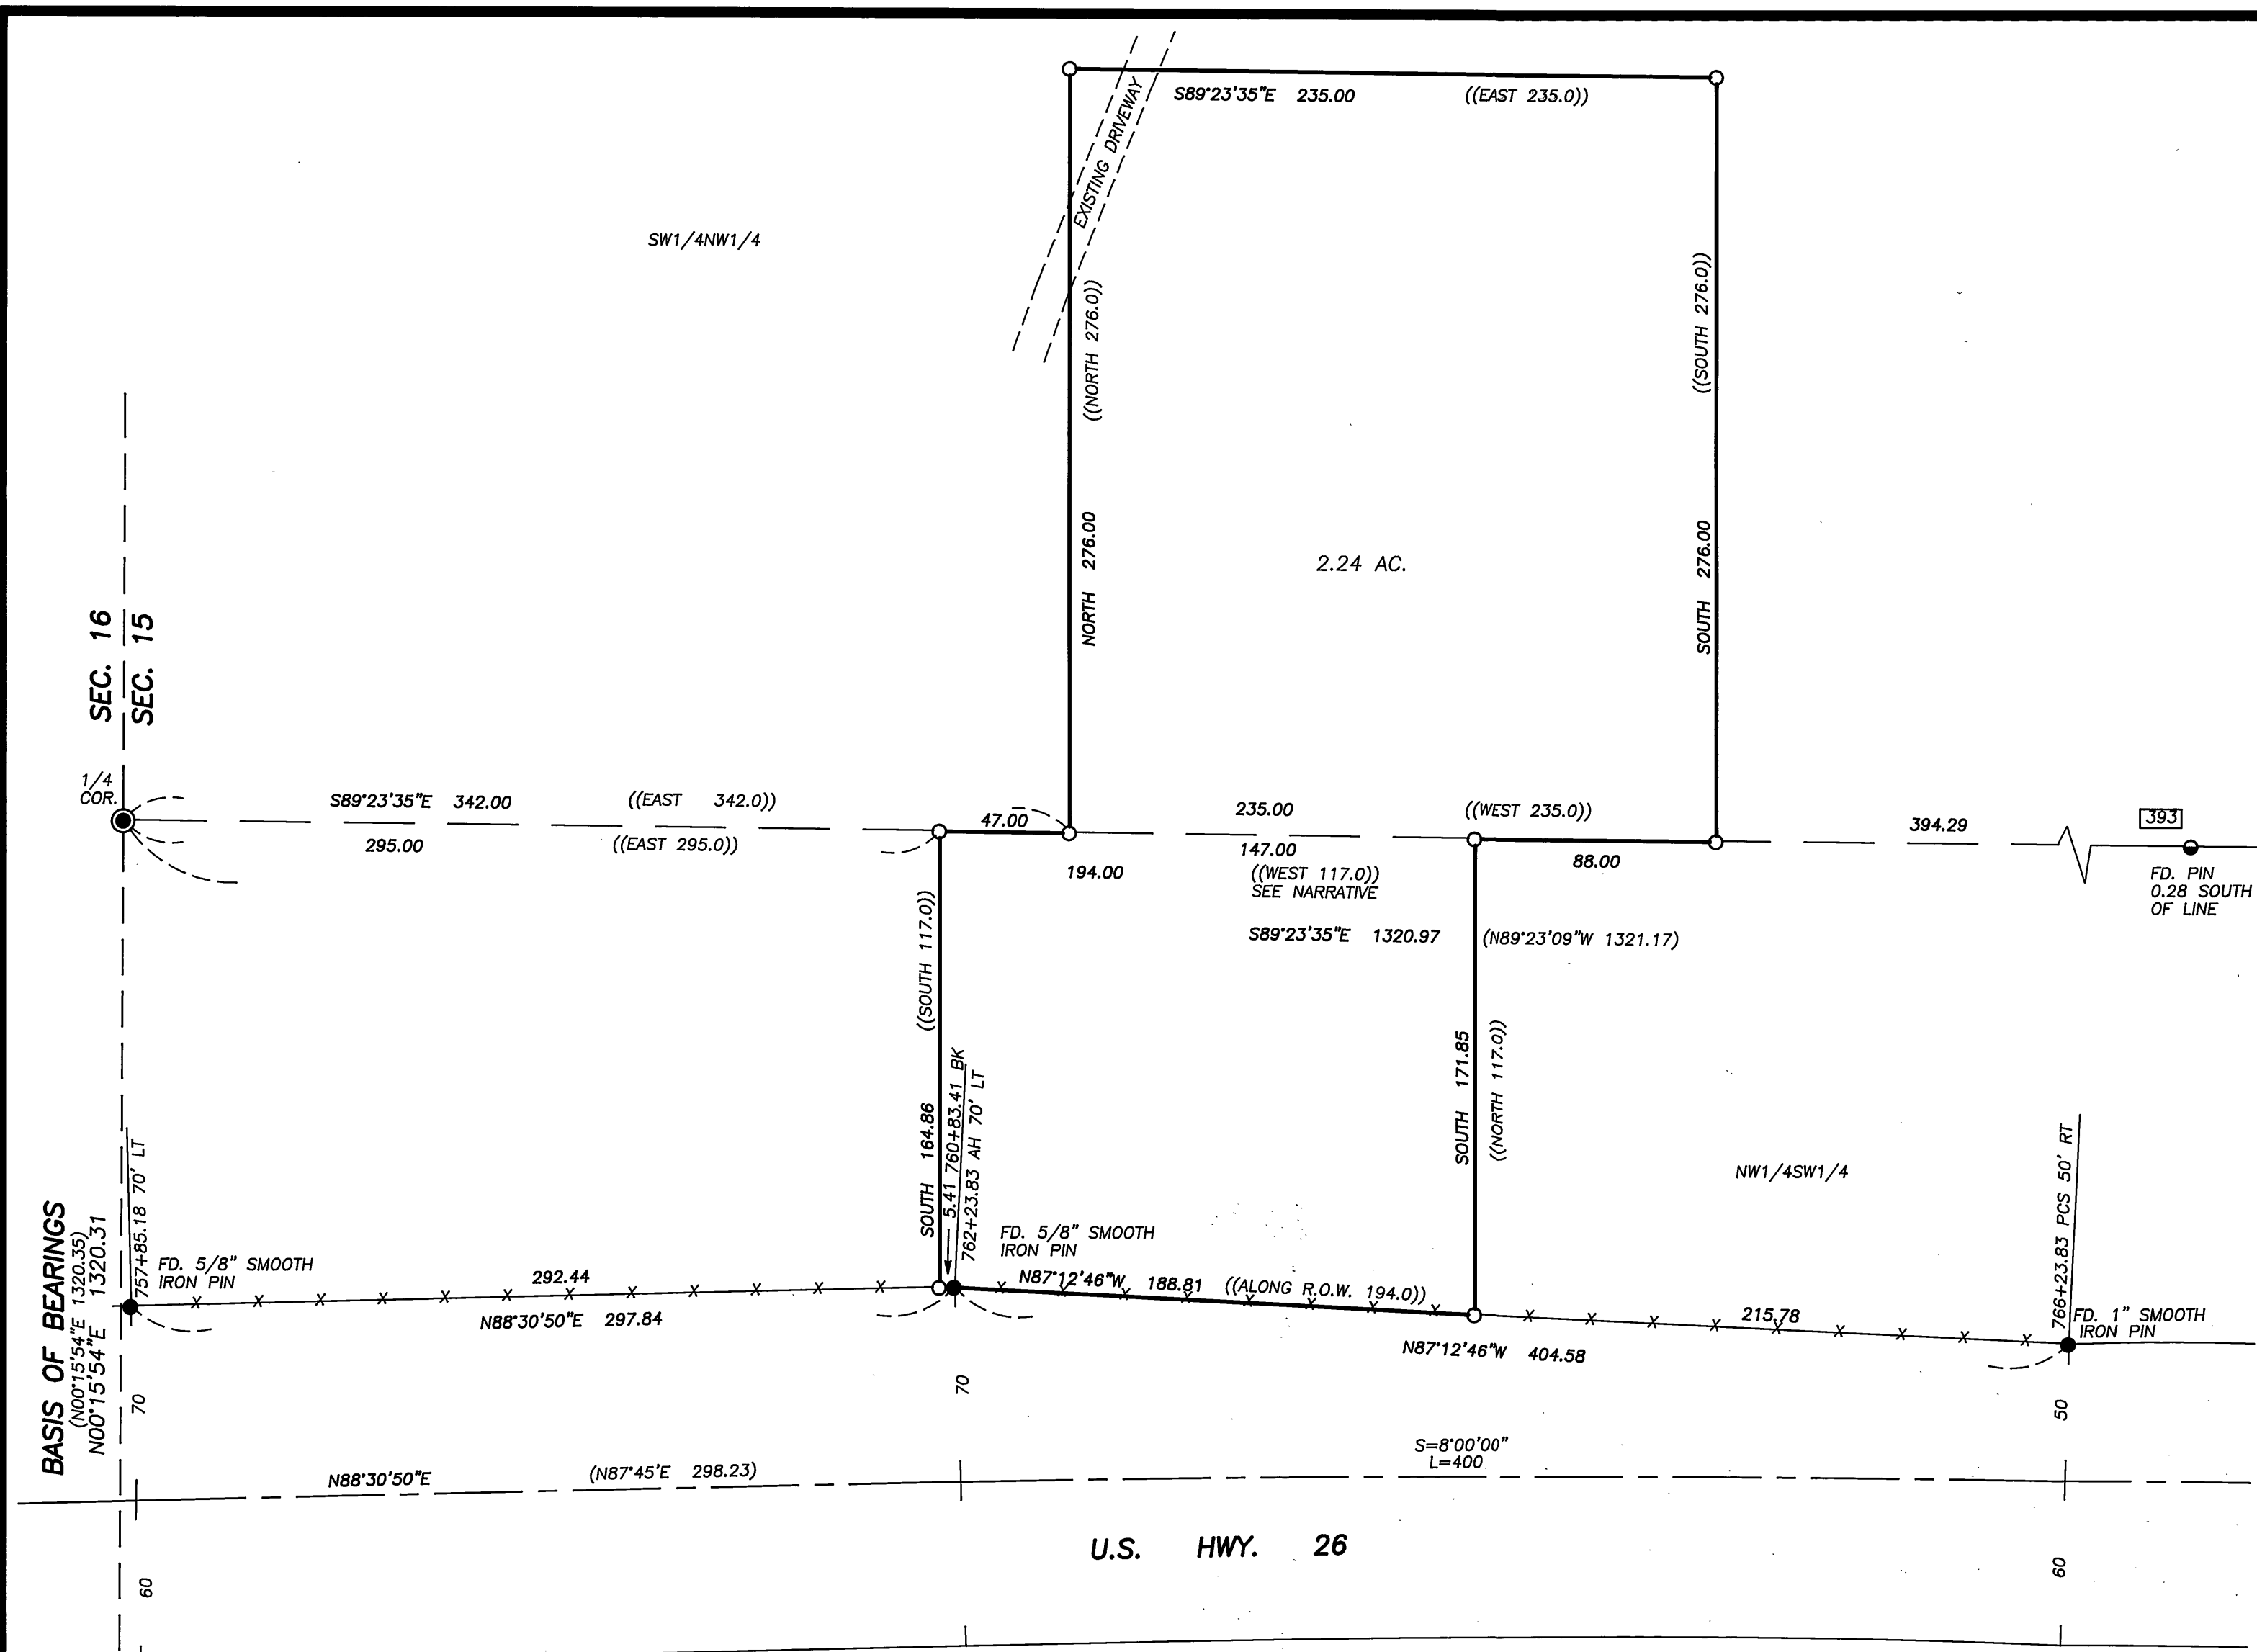 EXISTING DRIVEWAY
S89°23'35"E 235.00 ((EAST 235.0))
SW1/4NW1/4
((NORTH 276.0))
((SOUTH 276.0))
NORTH 276.00
2.24 AC.
SOUTH 276.00
SEC. 16
SEC. 15
1/4
COR.
S89°23'35"E 342.00 ((EAST 342.0))
295.00 ((EAST 295.0))
47.00
235.00 ((WEST 235.0))
147.00
194.00
((WEST 117.0))
SEE NARRATIVE
88.00
394.29
393
FD. PIN
0.28 SOUTH
OF LINE
S89°23'35"E 1320.97 (N89°23'09"W 1321.17)
((SOUTH 117.0))
SOUTH 164.86
5.41 760+83.41 BK
762+23.83 AH 70' LT
SOUTH 171.85
((NORTH 117.0))
NW1/4SW1/4
766+23.83 PCS 50' RT
757+85.18 70' LT
BASIS OF BEARINGS
(N00°15'54"E 1320.35)
N00°15'54"E 1320.31
FD. 5/8" SMOOTH
IRON PIN
292.44
N88°30'50"E 297.84
FD. 5/8" SMOOTH
IRON PIN
N87°12'46"W 188.81 ((ALONG R.O.W. 194.0))
215.78
N87°12'46"W 404.58
FD. 1" SMOOTH
IRON PIN
70
70
50
S=8°00'00"
L=400
N88°30'50"E (N87°45'E 298.23)
U.S. HWY. 26
60
60